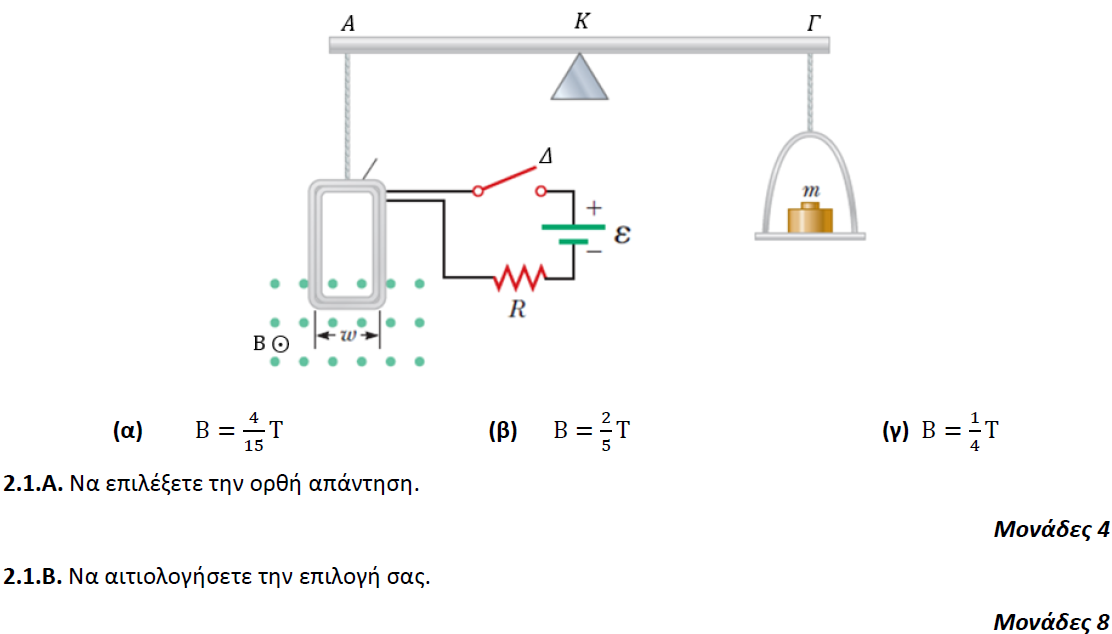 A K Γ
Δ
m
+
ε
−
R
w
B ⊙
(α) B = 4/15 T (β) B = 2/5 T (γ) B = 1/4 T
2.1.A. Να επιλέξετε την ορθή απάντηση.
Μονάδες 4
2.1.B. Να αιτιολογήσετε την επιλογή σας.
Μονάδες 8